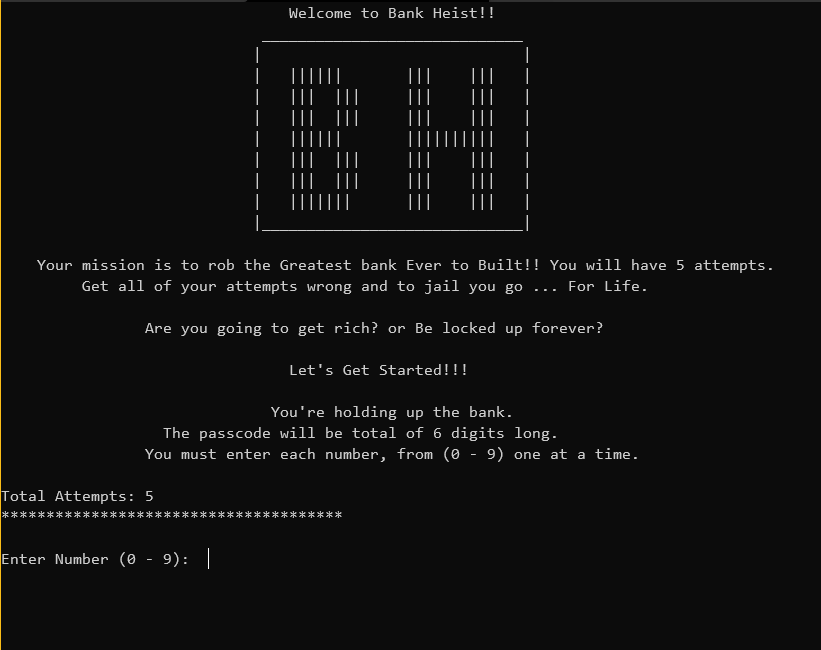 Welcome to Bank Heist!!
_____________________________
|                             |
|   ||||||       |||    |||   |
|   |||  |||     |||    |||   |
|   |||  |||     |||    |||   |
|   ||||||       ||||||||||   |
|   |||  |||     |||    |||   |
|   |||  |||     |||    |||   |
|   |||||||      |||    |||   |
|_____________________________|
Your mission is to rob the Greatest bank Ever to Built!! You will have 5 attempts.
Get all of your attempts wrong and to jail you go ... For Life.
Are you going to get rich? or Be locked up forever?
Let's Get Started!!!
You're holding up the bank.
The passcode will be total of 6 digits long.
You must enter each number, from (0 - 9) one at a time.
Total Attempts: 5
**************************************
Enter Number (0 - 9):